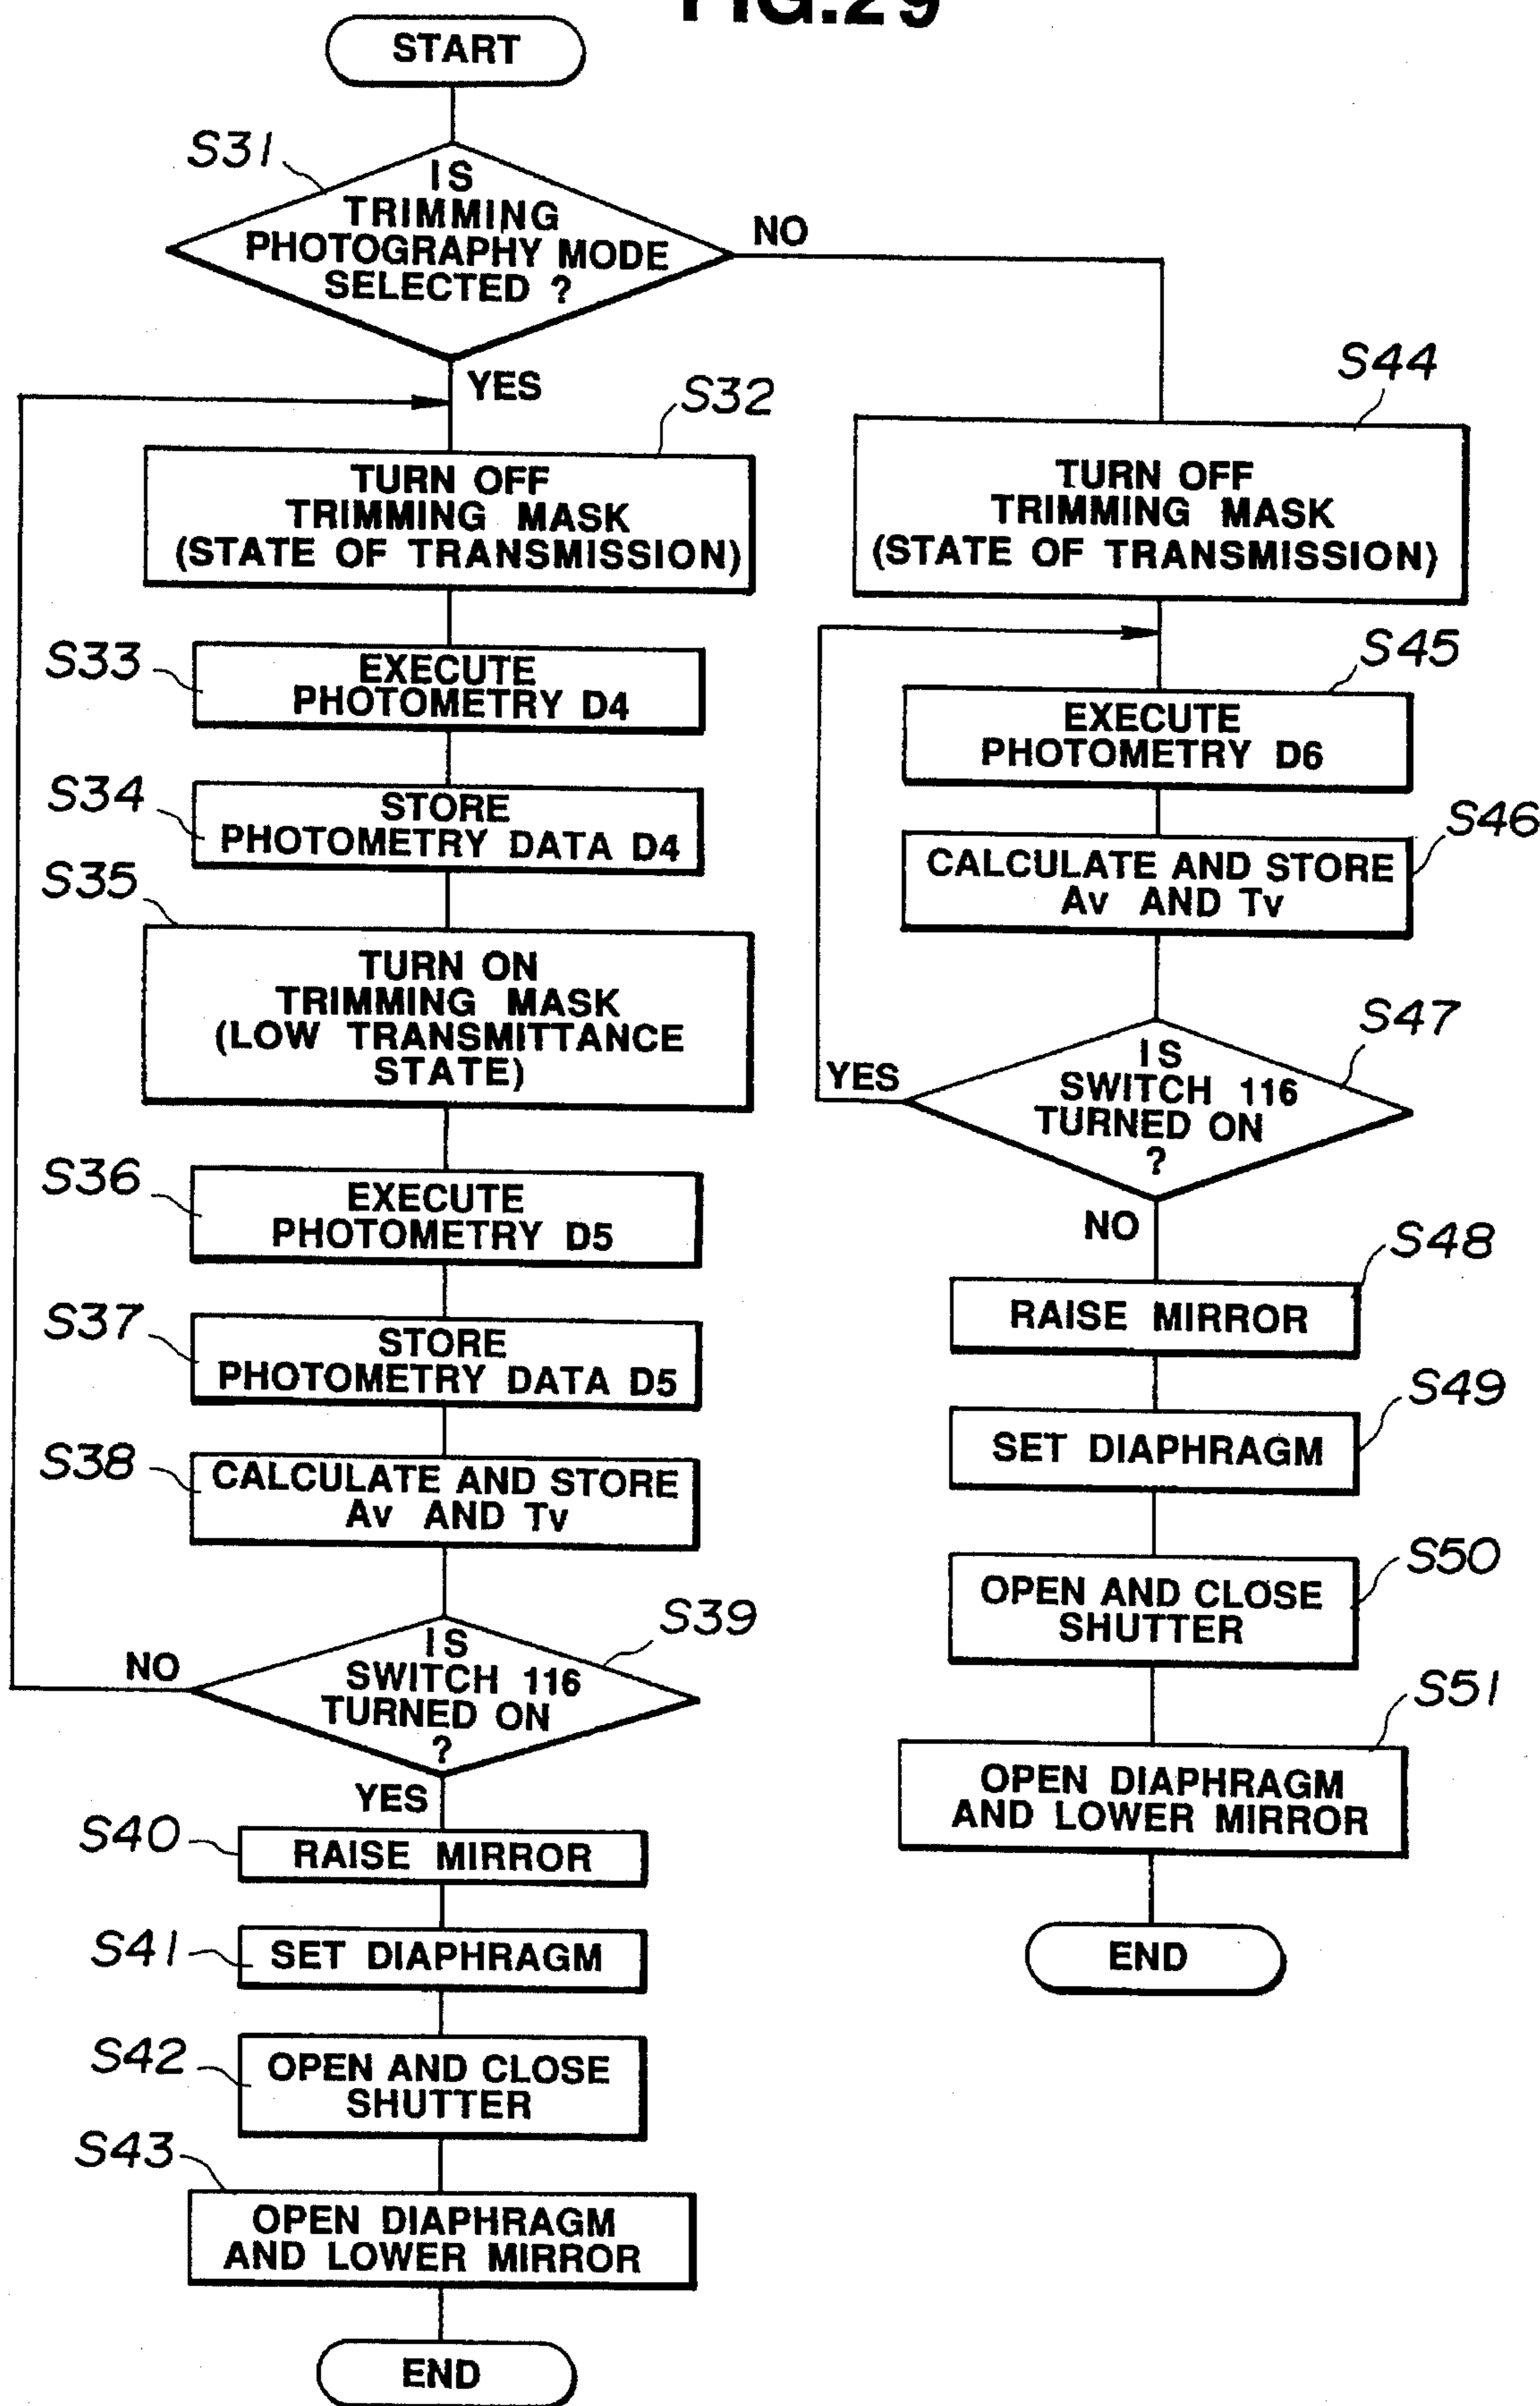 FIG.29
START
S31
IS
TRIMMING
PHOTOGRAPHY MODE
SELECTED ?
NO
YES
S32
TURN OFF
TRIMMING MASK
(STATE OF TRANSMISSION)
S33
EXECUTE
PHOTOMETRY D4
S34
STORE
PHOTOMETRY DATA D4
S35
TURN ON
TRIMMING MASK
(LOW TRANSMITTANCE
STATE)
S36
EXECUTE
PHOTOMETRY D5
S37
STORE
PHOTOMETRY DATA D5
S38
CALCULATE AND STORE
Av AND Tv
S39
IS
SWITCH 116
TURNED ON
?
NO
YES
S40
RAISE MIRROR
S41
SET DIAPHRAGM
S42
OPEN AND CLOSE
SHUTTER
S43
OPEN DIAPHRAGM
AND LOWER MIRROR
END
S44
TURN OFF
TRIMMING MASK
(STATE OF TRANSMISSION)
S45
EXECUTE
PHOTOMETRY D6
S46
CALCULATE AND STORE
Av AND Tv
S47
IS
SWITCH 116
TURNED ON
?
YES
NO
S48
RAISE MIRROR
S49
SET DIAPHRAGM
S50
OPEN AND CLOSE
SHUTTER
S51
OPEN DIAPHRAGM
AND LOWER MIRROR
END